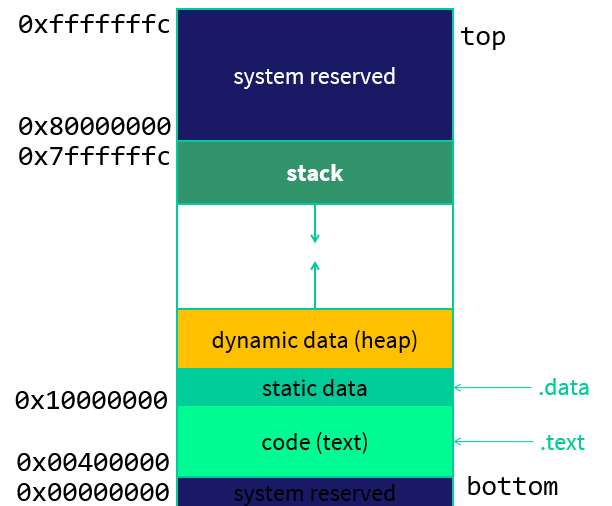 0xfffffffc
top
system reserved
0x80000000
0x7ffffffc
stack
dynamic data (heap)
static data
.data
0x10000000
code (text)
.text
0x00400000
0x00000000
system reserved
bottom